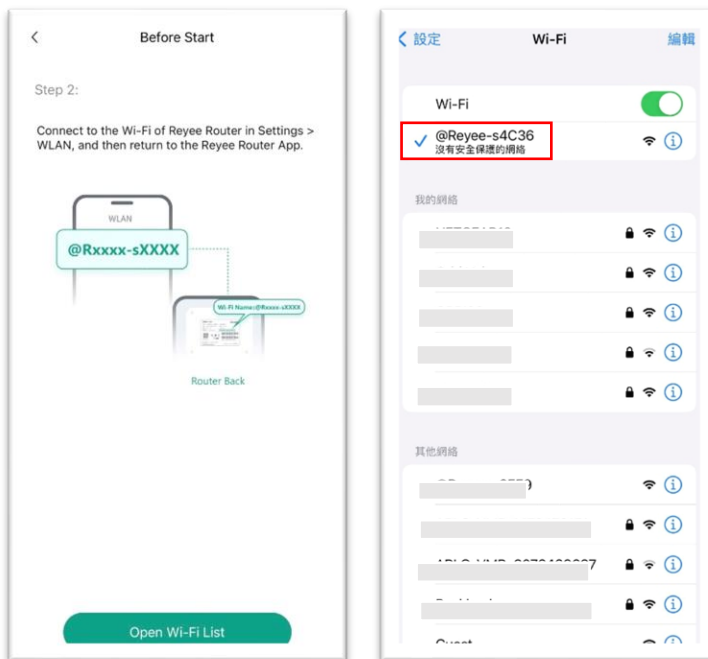 Before Start
Step 2:
Connect to the Wi-Fi of Reyee Router in Settings >
WLAN, and then return to the Reyee Router App.
WLAN
@Rxxxx-sXXXX
Wi-Fi Name:@Rxxxx-sXXXX
Router Back
Open Wi-Fi List
設定
Wi-Fi
編輯
Wi-Fi
@Reyee-s4C36
沒有安全保護的網絡
我的網絡
其他網絡